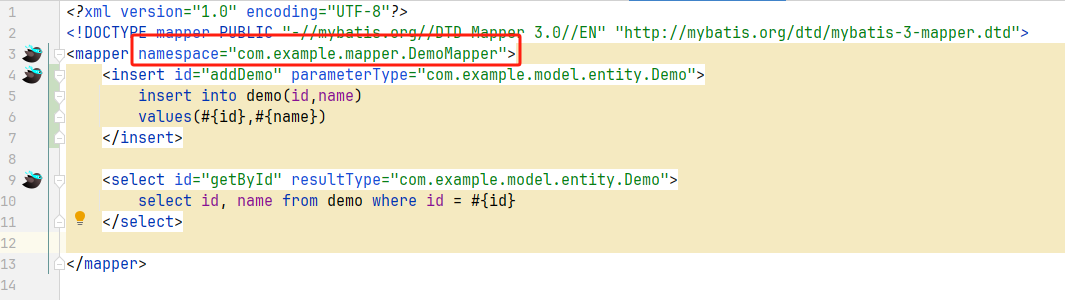 1 <?xml version="1.0" encoding="UTF-8"?>
2 <!DOCTYPE mapper PUBLIC "-//mybatis.org//DTD Mapper 3.0//EN" "http://mybatis.org/dtd/mybatis-3-mapper.dtd">
3 <mapper namespace="com.example.mapper.DemoMapper">
4 <insert id="addDemo" parameterType="com.example.model.entity.Demo">
5 insert into demo(id,name)
6 values(#{id},#{name})
7 </insert>
8
9 <select id="getById" resultType="com.example.model.entity.Demo">
10 select id, name from demo where id = #{id}
11 </select>
12
13 </mapper>
14